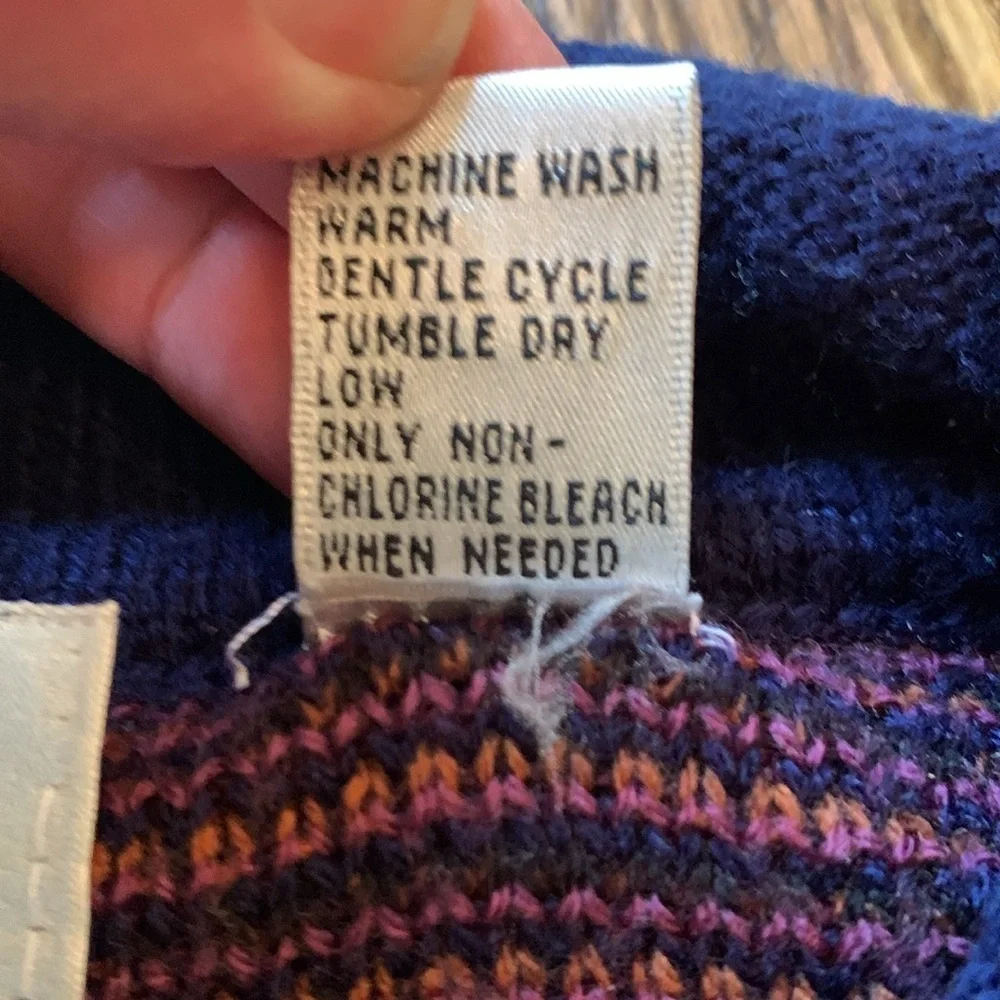 MACHINE WASH
WARM
GENTLE CYCLE
TUMBLE DRY
LOW
ONLY NON-
CHLORINE BLEACH
WHEN NEEDED